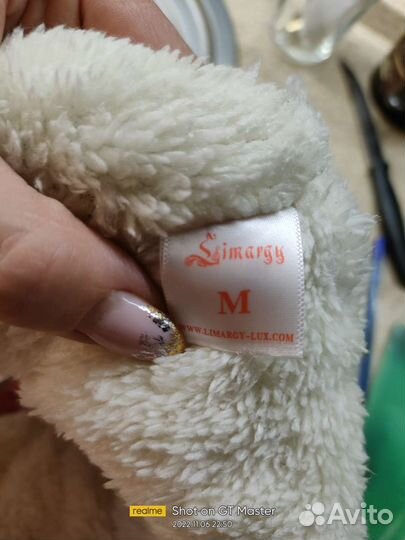 Limargy
M
WWW.LIMARGY-LUX.COM
realme
Shot on GT Master
2022.11.06 22:50
Avito